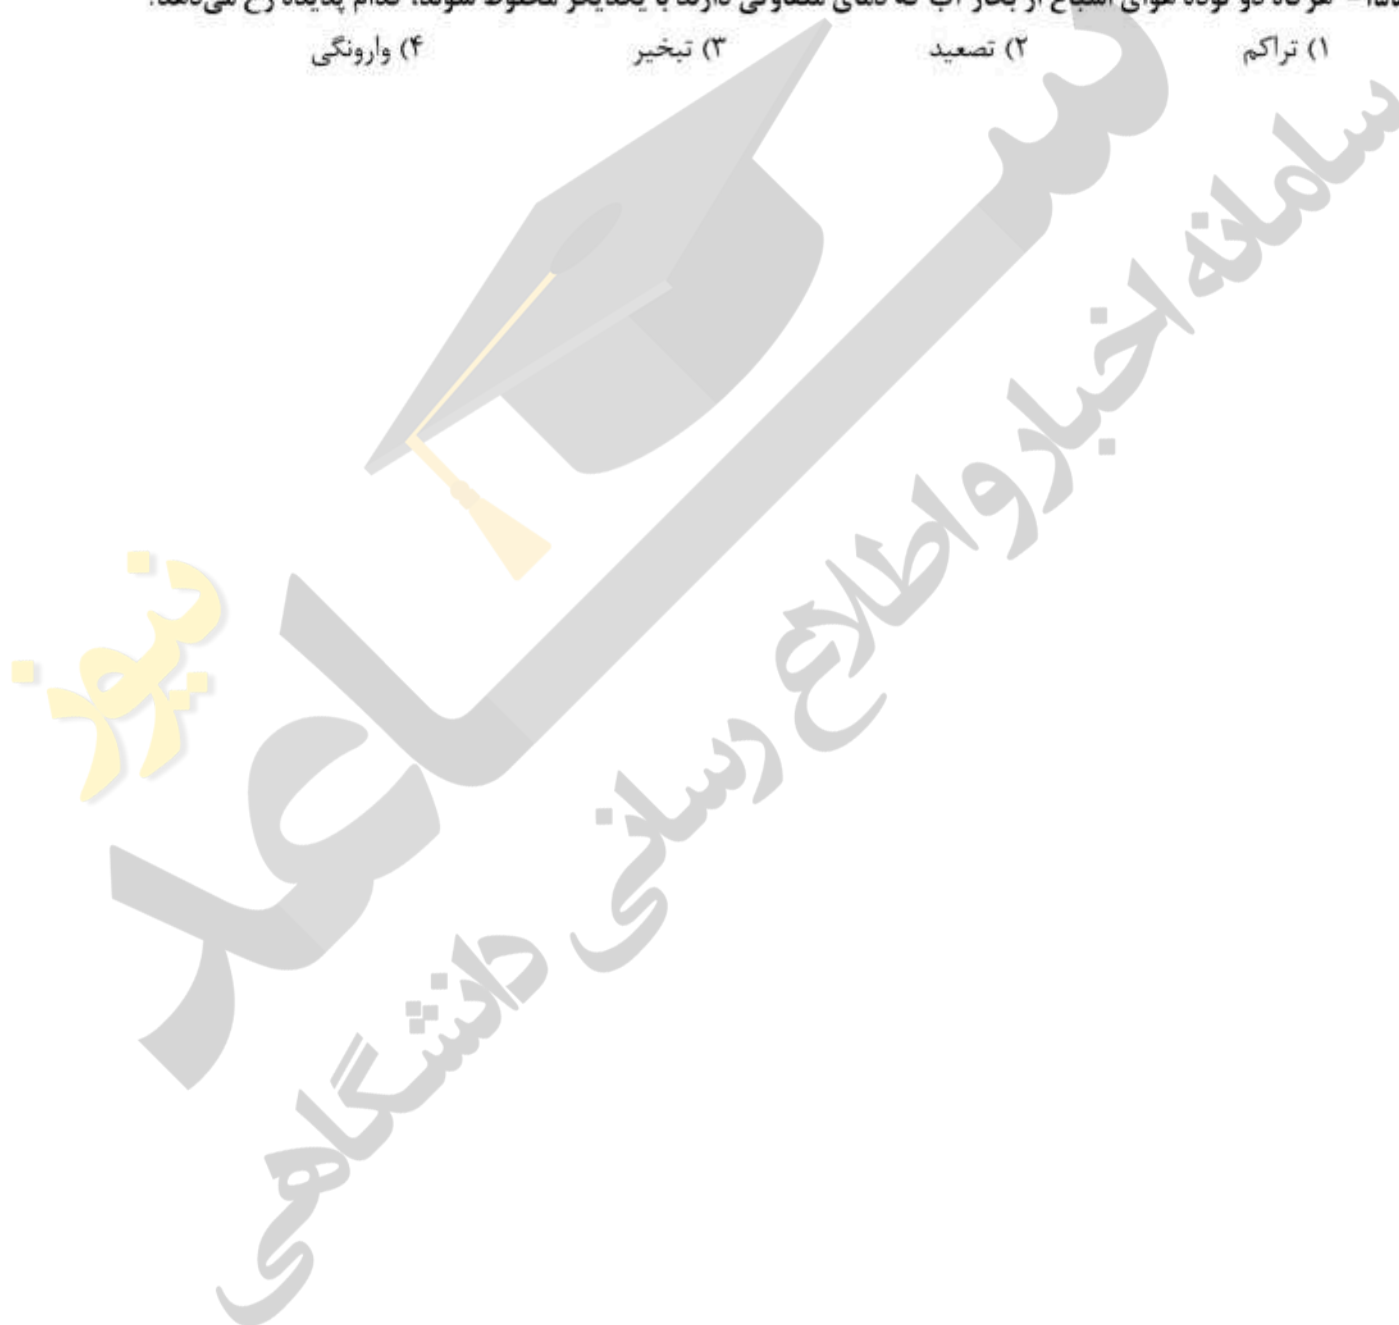 هرگاه دو توده هوای اشباع از بخار آب که دمای متفاوتی دارند با یکدیگر مخلوط شوند، کدام پدیده رخ می‌دهد؟
۱) تراکم ۲) تصعید ۳) تبخیر ۴) وارونگی
ساعد
نیوز
سامانه اخبار و اطلاع رسانی دانشگاهی